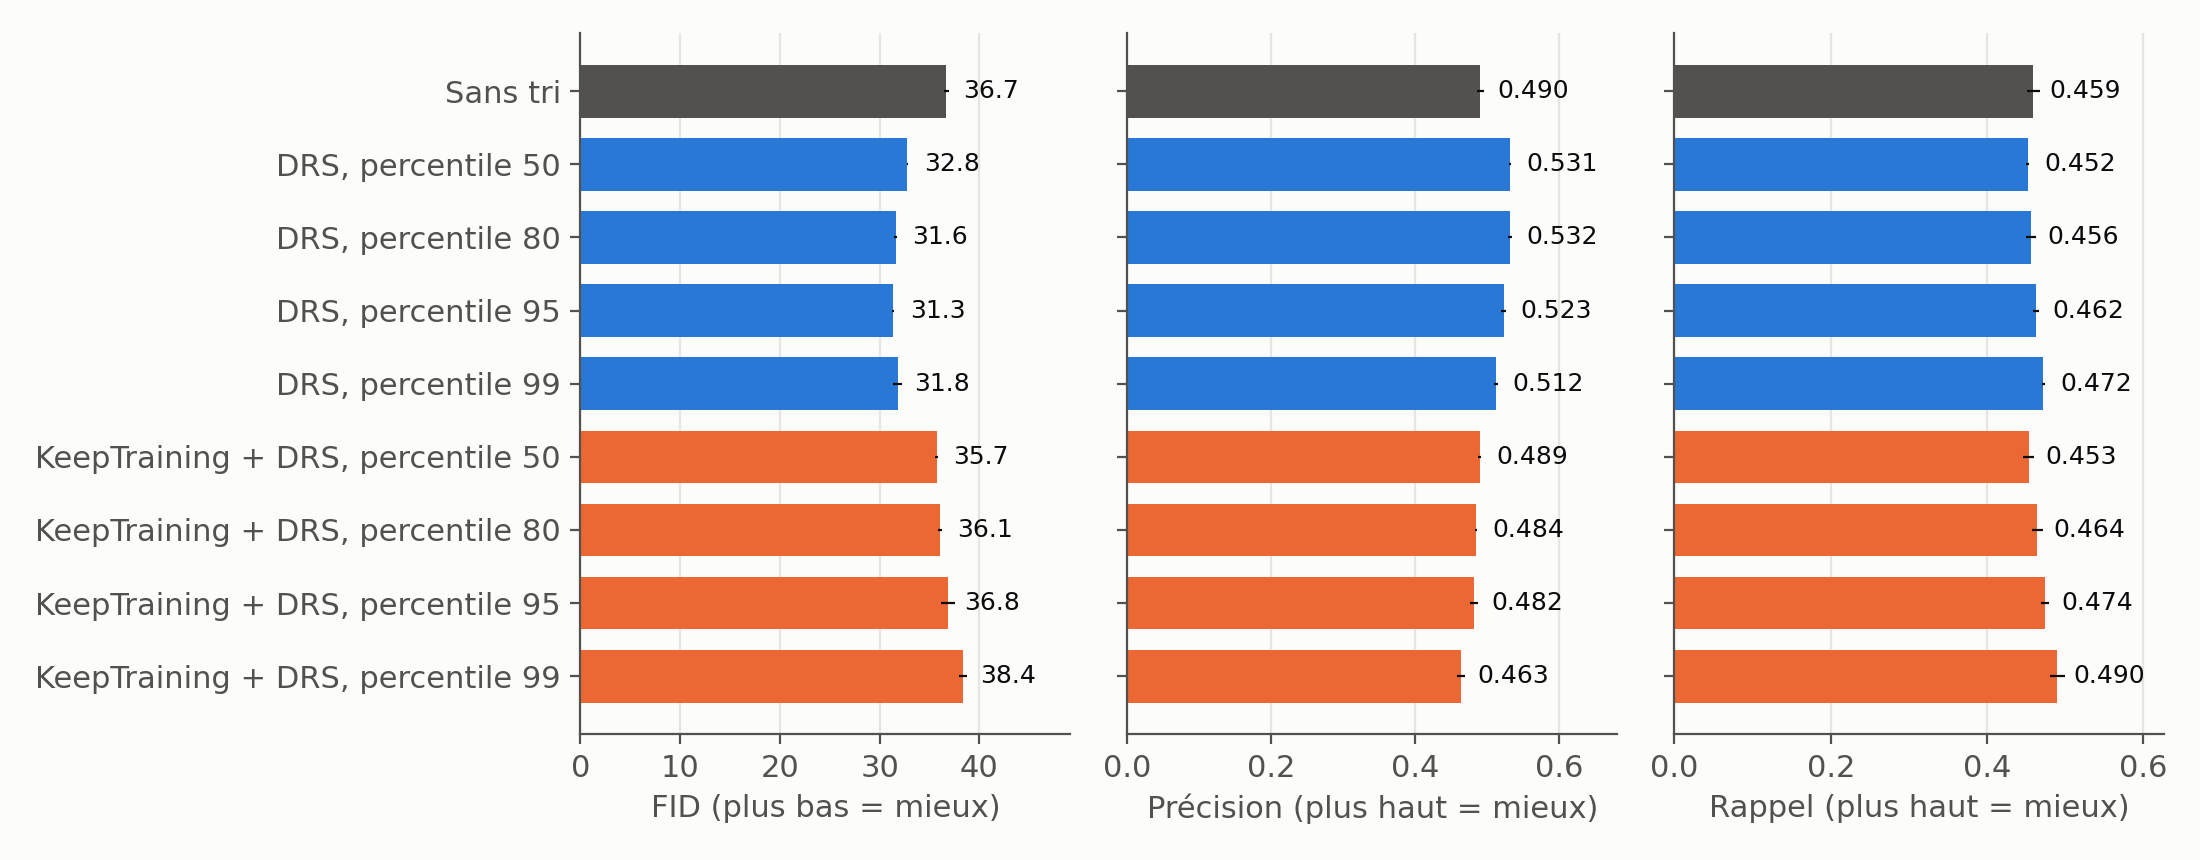 Sans tri 36.7 0.490 0.459
DRS, percentile 50 32.8 0.531 0.452
DRS, percentile 80 31.6 0.532 0.456
DRS, percentile 95 31.3 0.523 0.462
DRS, percentile 99 31.8 0.512 0.472
KeepTraining + DRS, percentile 50 35.7 0.489 0.453
KeepTraining + DRS, percentile 80 36.1 0.484 0.464
KeepTraining + DRS, percentile 95 36.8 0.482 0.474
KeepTraining + DRS, percentile 99 38.4 0.463 0.490
0 10 20 30 40 0.0 0.2 0.4 0.6 0.0 0.2 0.4 0.6
FID (plus bas = mieux) Précision (plus haut = mieux) Rappel (plus haut = mieux)